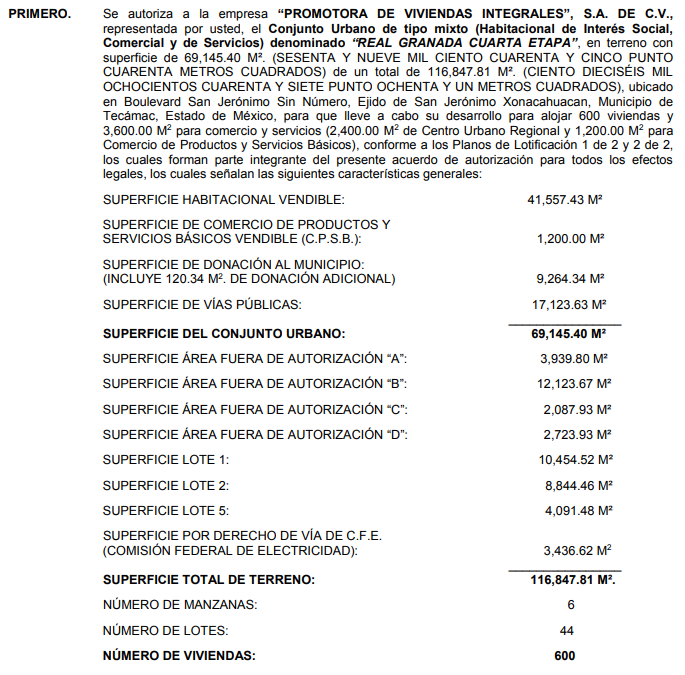 PRIMERO. Se autoriza a la empresa “PROMOTORA DE VIVIENDAS INTEGRALES”, S.A. DE C.V.,
representada por usted, el Conjunto Urbano de tipo mixto (Habitacional de Interés Social,
Comercial y de Servicios) denominado “REAL GRANADA CUARTA ETAPA”, en terreno con
superficie de 69,145.40 M². (SESENTA Y NUEVE MIL CIENTO CUARENTA Y CINCO PUNTO
CUARENTA METROS CUADRADOS) de un total de 116,847.81 M². (CIENTO DIECISÉIS MIL
OCHOCIENTOS CUARENTA Y SIETE PUNTO OCHENTA Y UN METROS CUADRADOS), ubicado
en Boulevard San Jerónimo Sin Número, Ejido de San Jerónimo Xonacahuacan, Municipio de
Tecámac, Estado de México, para que lleve a cabo su desarrollo para alojar 600 viviendas y
3,600.00 M² para comercio y servicios (2,400.00 M² de Centro Urbano Regional y 1,200.00 M² para
Comercio de Productos y Servicios Básicos), conforme a los Planos de Lotificación 1 de 2 y 2 de 2,
los cuales forman parte integrante del presente acuerdo de autorización para todos los efectos
legales, los cuales señalan las siguientes características generales:
SUPERFICIE HABITACIONAL VENDIBLE: 41,557.43 M²
SUPERFICIE DE COMERCIO DE PRODUCTOS Y
SERVICIOS BÁSICOS VENDIBLE (C.P.S.B.): 1,200.00 M²
SUPERFICIE DE DONACIÓN AL MUNICIPIO:
(INCLUYE 120.34 M². DE DONACIÓN ADICIONAL) 9,264.34 M²
SUPERFICIE DE VÍAS PÚBLICAS: 17,123.63 M²
SUPERFICIE DEL CONJUNTO URBANO: 69,145.40 M²
SUPERFICIE ÁREA FUERA DE AUTORIZACIÓN “A”: 3,939.80 M²
SUPERFICIE ÁREA FUERA DE AUTORIZACIÓN “B”: 12,123.67 M²
SUPERFICIE ÁREA FUERA DE AUTORIZACIÓN “C”: 2,087.93 M²
SUPERFICIE ÁREA FUERA DE AUTORIZACIÓN “D”: 2,723.93 M²
SUPERFICIE LOTE 1: 10,454.52 M²
SUPERFICIE LOTE 2: 8,844.46 M²
SUPERFICIE LOTE 5: 4,091.48 M²
SUPERFICIE POR DERECHO DE VÍA DE C.F.E.
(COMISIÓN FEDERAL DE ELECTRICIDAD): 3,436.62 M²
SUPERFICIE TOTAL DE TERRENO: 116,847.81 M².
NÚMERO DE MANZANAS: 6
NÚMERO DE LOTES: 44
NÚMERO DE VIVIENDAS: 600